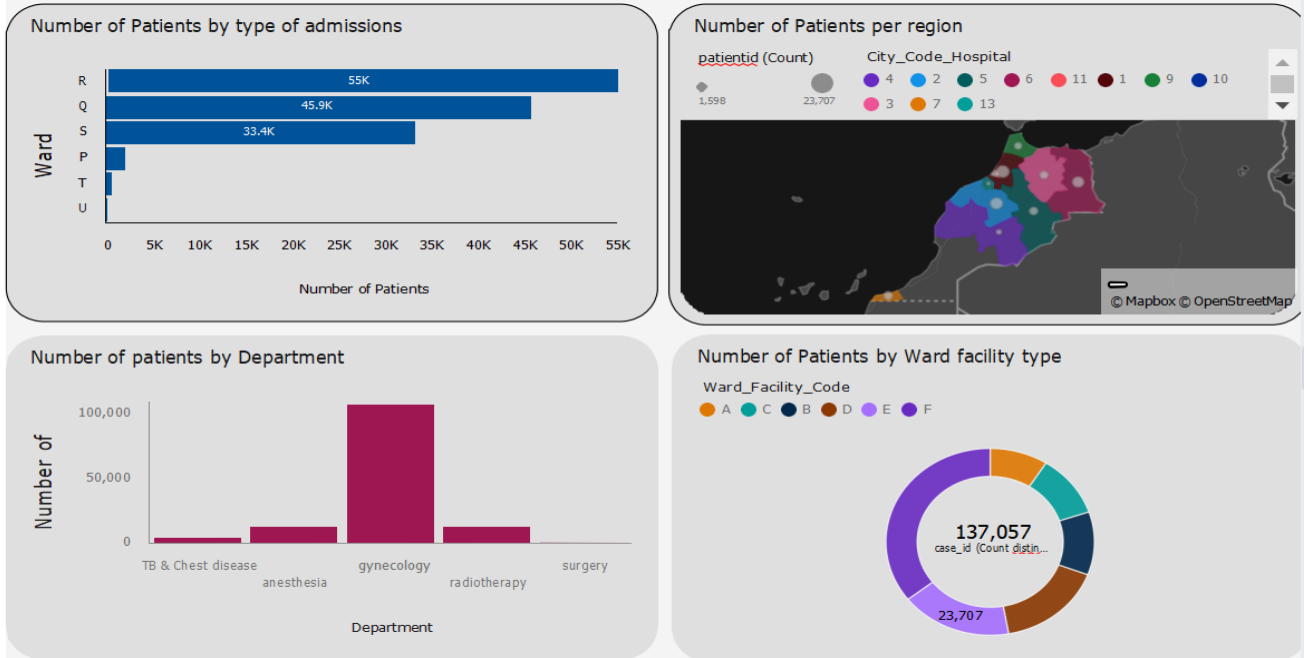 Number of Patients by type of admissions
Ward
R
55K
Q
45.9K
S
33.4K
P
T
U
0 5K 10K 15K 20K 25K 30K 35K 40K 45K 50K 55K
Number of Patients
Number of Patients per region
patientid (Count)
1,598 23,707
City_Code_Hospital
4 2 5 6 11 1 9 10
3 7 13
© Mapbox © OpenStreetMap
Number of patients by Department
Number of
100,000
50,000
0
TB & Chest disease gynecology surgery
anesthesia radiotherapy
Department
Number of Patients by Ward facility type
Ward_Facility_Code
A C B D E F
137,057
case_id (Count distin...
23,707